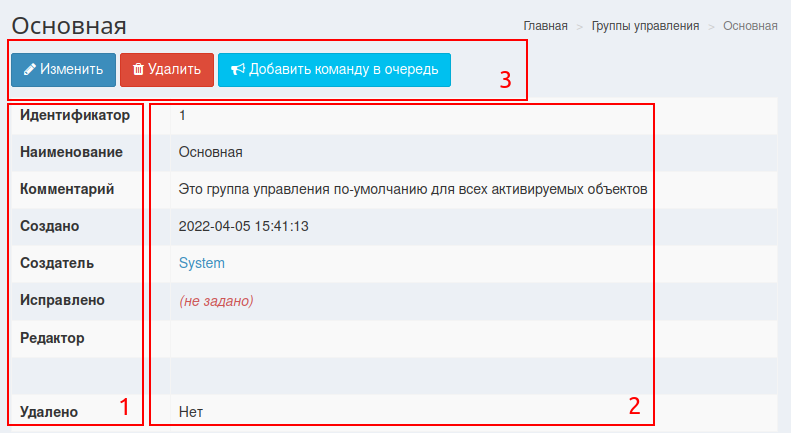 Основная
Главная > Группы управления > Основная
Изменить Удалить Добавить команду в очередь
3
Идентификатор 1
Наименование Основная
Комментарий Это группа управления по-умолчанию для всех активируемых объектов
Создано 2022-04-05 15:41:13
Создатель System
Исправлено (не задано)
Редактор
Удалено Нет
1 2